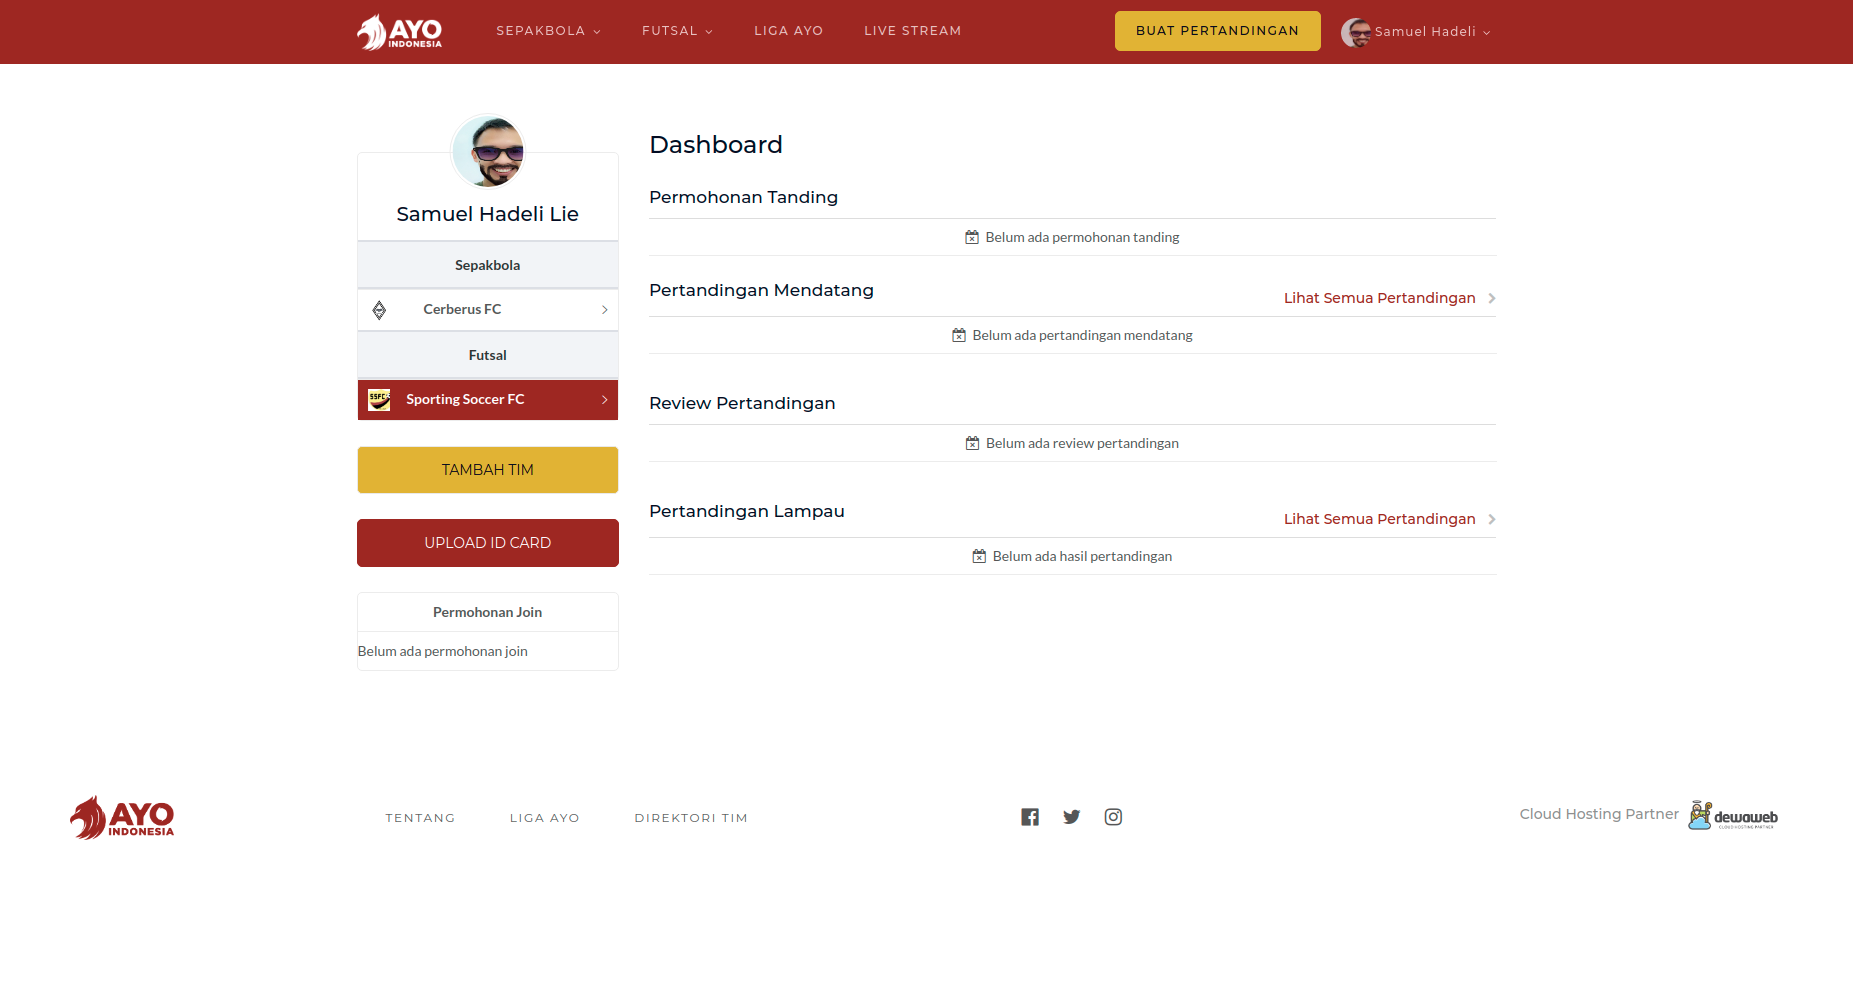 AYO
INDONESIA
SEPAKBOLA
FUTSAL
LIGA AYO
LIVE STREAM
BUAT PERTANDINGAN
Samuel Hadeli
Samuel Hadeli Lie
Sepakbola
Cerberus FC
Futsal
SSFC
Sporting Soccer FC
TAMBAH TIM
UPLOAD ID CARD
Permohonan Join
Belum ada permohonan join
Dashboard
Permohonan Tanding
Belum ada permohonan tanding
Pertandingan Mendatang
Lihat Semua Pertandingan
Belum ada pertandingan mendatang
Review Pertandingan
Belum ada review pertandingan
Pertandingan Lampau
Lihat Semua Pertandingan
Belum ada hasil pertandingan
AYO
INDONESIA
TENTANG
LIGA AYO
DIREKTORI TIM
Cloud Hosting Partner
dewaweb
CLOUD HOSTING PARTNER